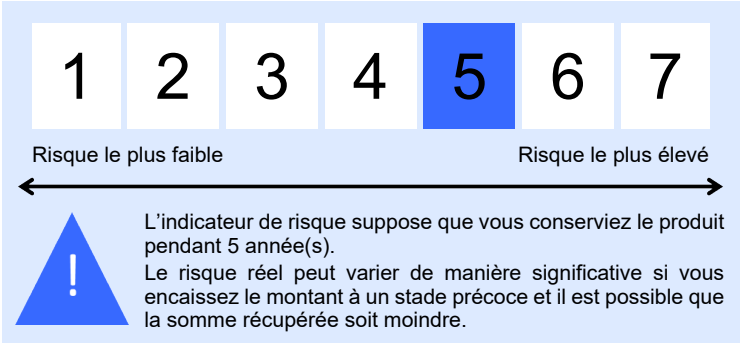 1 2 3 4 5 6 7
Risque le plus faible Risque le plus élevé
!
L’indicateur de risque suppose que vous conserviez le produit
pendant 5 année(s).
Le risque réel peut varier de manière significative si vous
encaissez le montant à un stade précoce et il est possible que
la somme récupérée soit moindre.